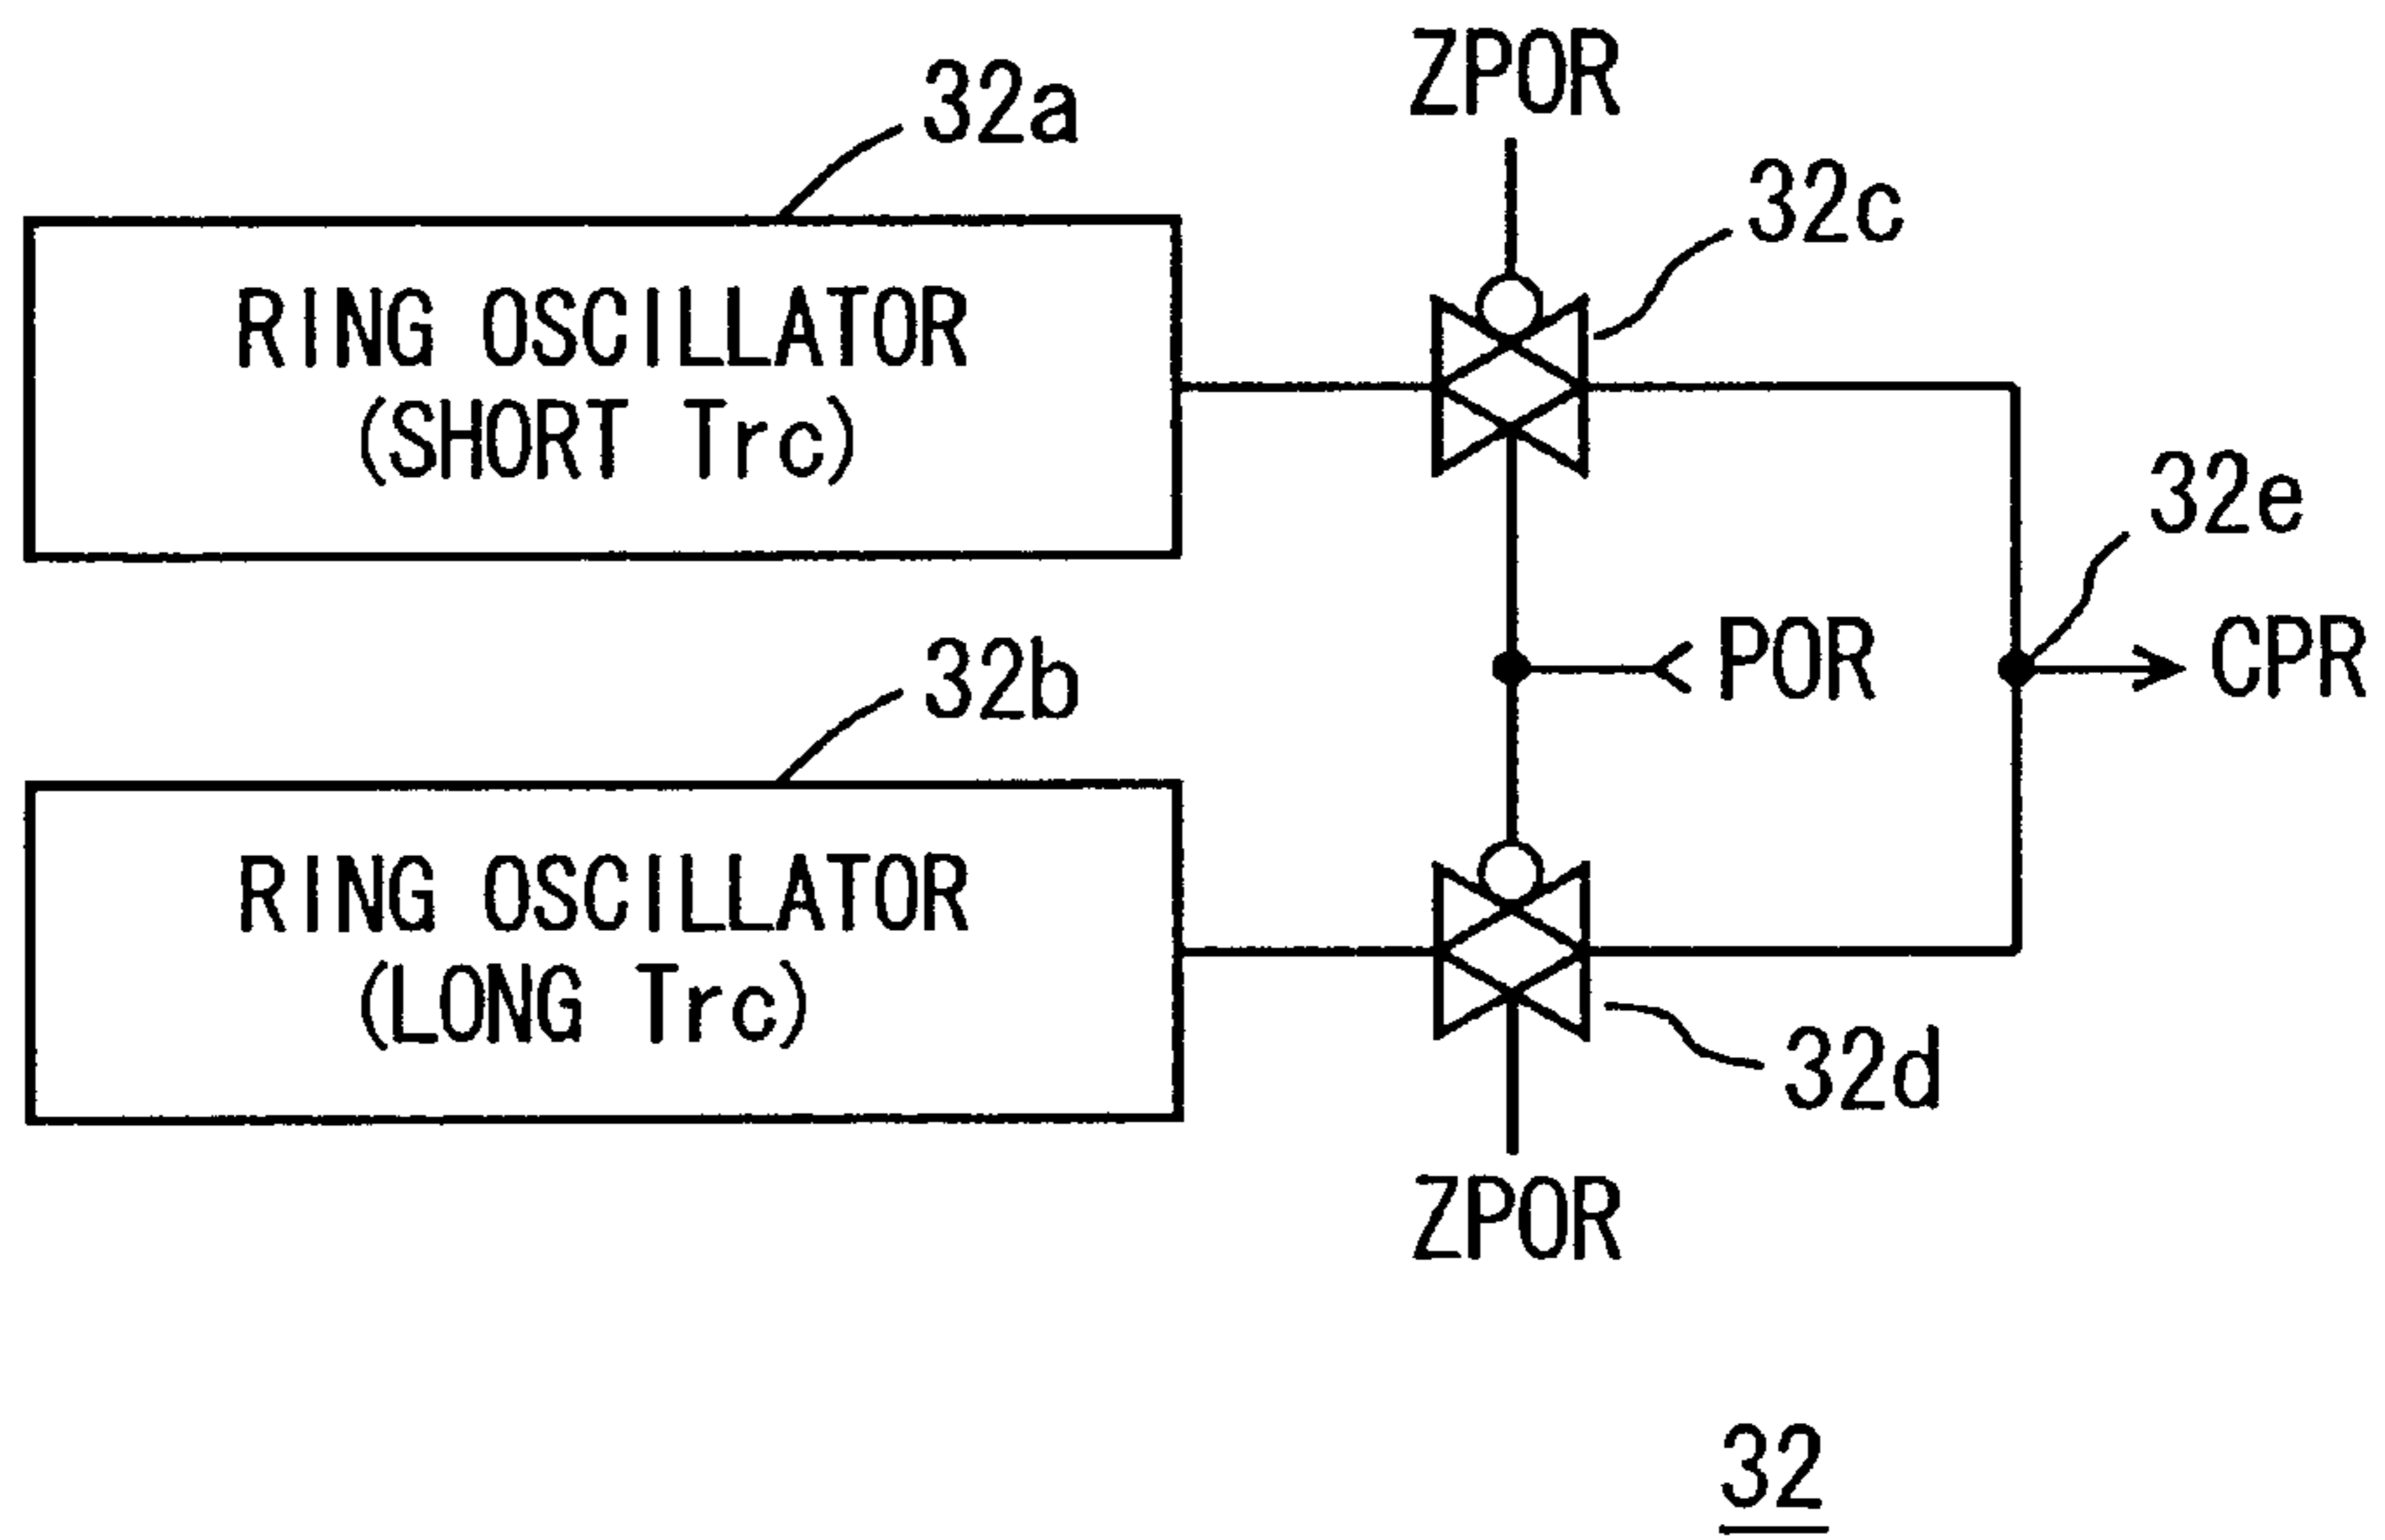 ZPOR
32a
32c
RING OSCILLATOR
(SHORT Trc)
32e
POR
CPR
32b
RING OSCILLATOR
(LONG Trc)
32d
ZPOR
32